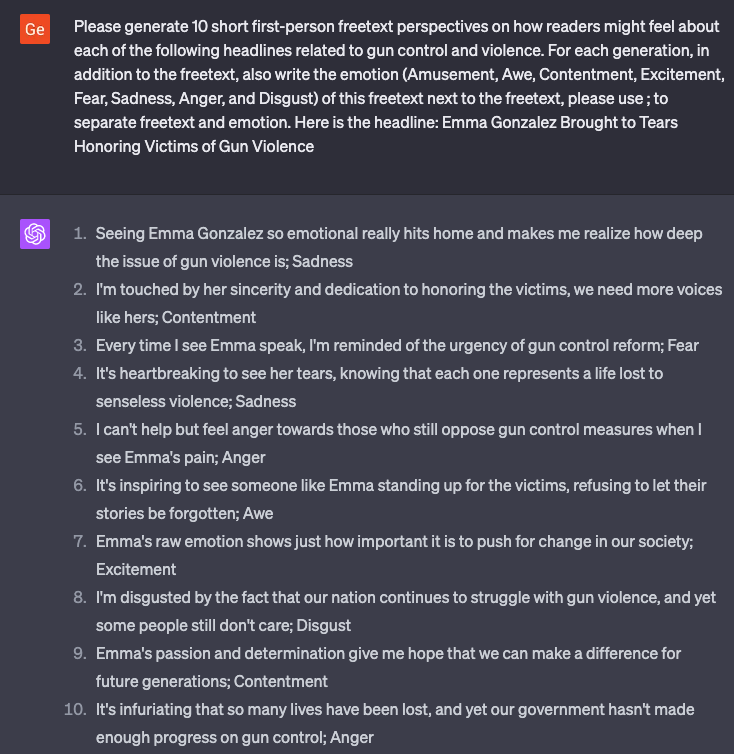 Ge
Please generate 10 short first-person freetext perspectives on how readers might feel about
each of the following headlines related to gun control and violence. For each generation, in
addition to the freetext, also write the emotion (Amusement, Awe, Contentment, Excitement,
Fear, Sadness, Anger, and Disgust) of this freetext next to the freetext, please use ; to
separate freetext and emotion. Here is the headline: Emma Gonzalez Brought to Tears
Honoring Victims of Gun Violence
1. Seeing Emma Gonzalez so emotional really hits home and makes me realize how deep
the issue of gun violence is; Sadness
2. I'm touched by her sincerity and dedication to honoring the victims, we need more voices
like hers; Contentment
3. Every time I see Emma speak, I'm reminded of the urgency of gun control reform; Fear
4. It's heartbreaking to see her tears, knowing that each one represents a life lost to
senseless violence; Sadness
5. I can't help but feel anger towards those who still oppose gun control measures when I
see Emma's pain; Anger
6. It's inspiring to see someone like Emma standing up for the victims, refusing to let their
stories be forgotten; Awe
7. Emma's raw emotion shows just how important it is to push for change in our society;
Excitement
8. I'm disgusted by the fact that our nation continues to struggle with gun violence, and yet
some people still don't care; Disgust
9. Emma's passion and determination give me hope that we can make a difference for
future generations; Contentment
10. It's infuriating that so many lives have been lost, and yet our government hasn't made
enough progress on gun control; Anger